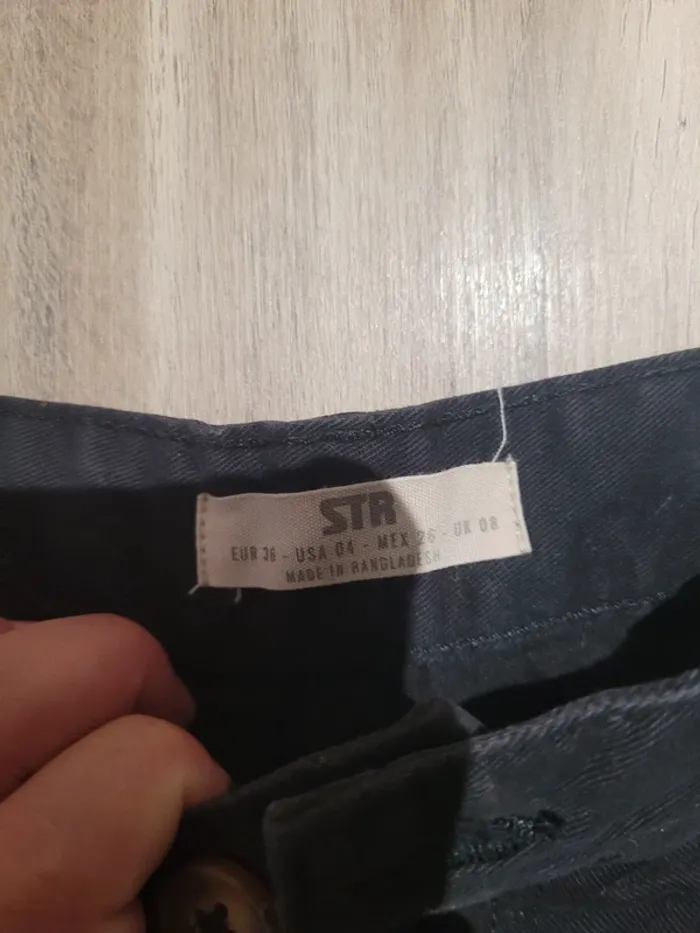 STR
EUR 36 - USA 04 - MEX 26 - UK 08
MADE IN BANGLADESH